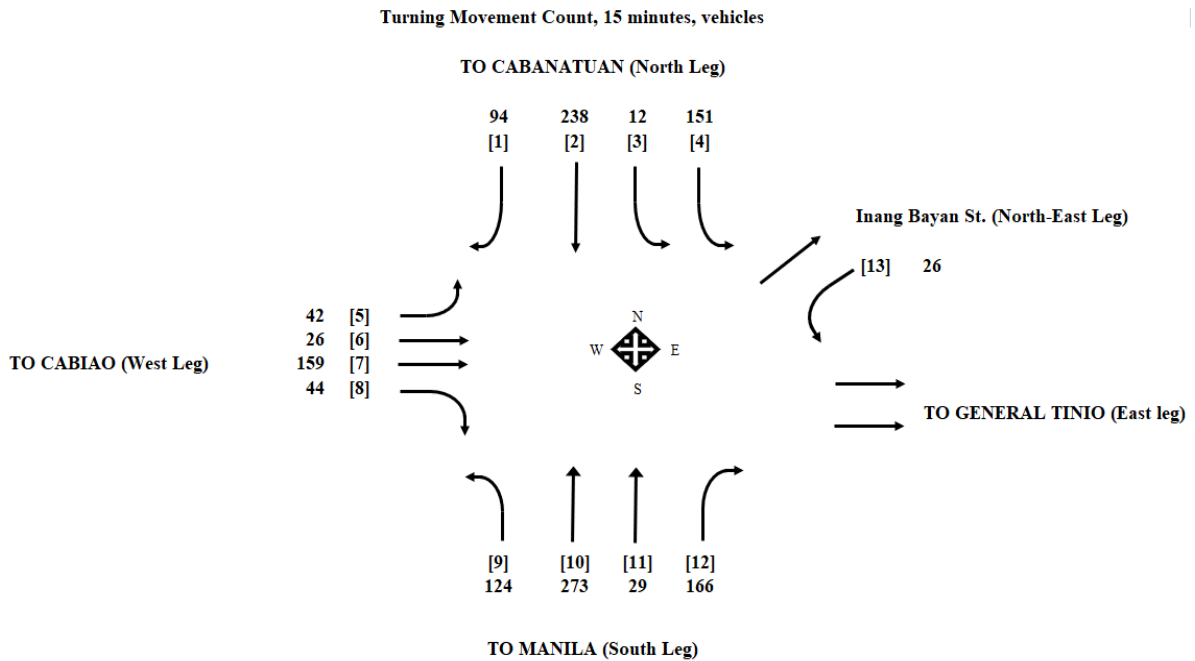 Turning Movement Count, 15 minutes, vehicles
TO CABANATUAN (North Leg)
94 238 12 151
[1] [2] [3] [4]
Inang Bayan St. (North-East Leg)
[13] 26
42 [5]
26 [6]
159 [7]
44 [8]
TO CABIAO (West Leg)
N
W E
S
TO GENERAL TINIO (East leg)
[9] [10] [11] [12]
124 273 29 166
TO MANILA (South Leg)